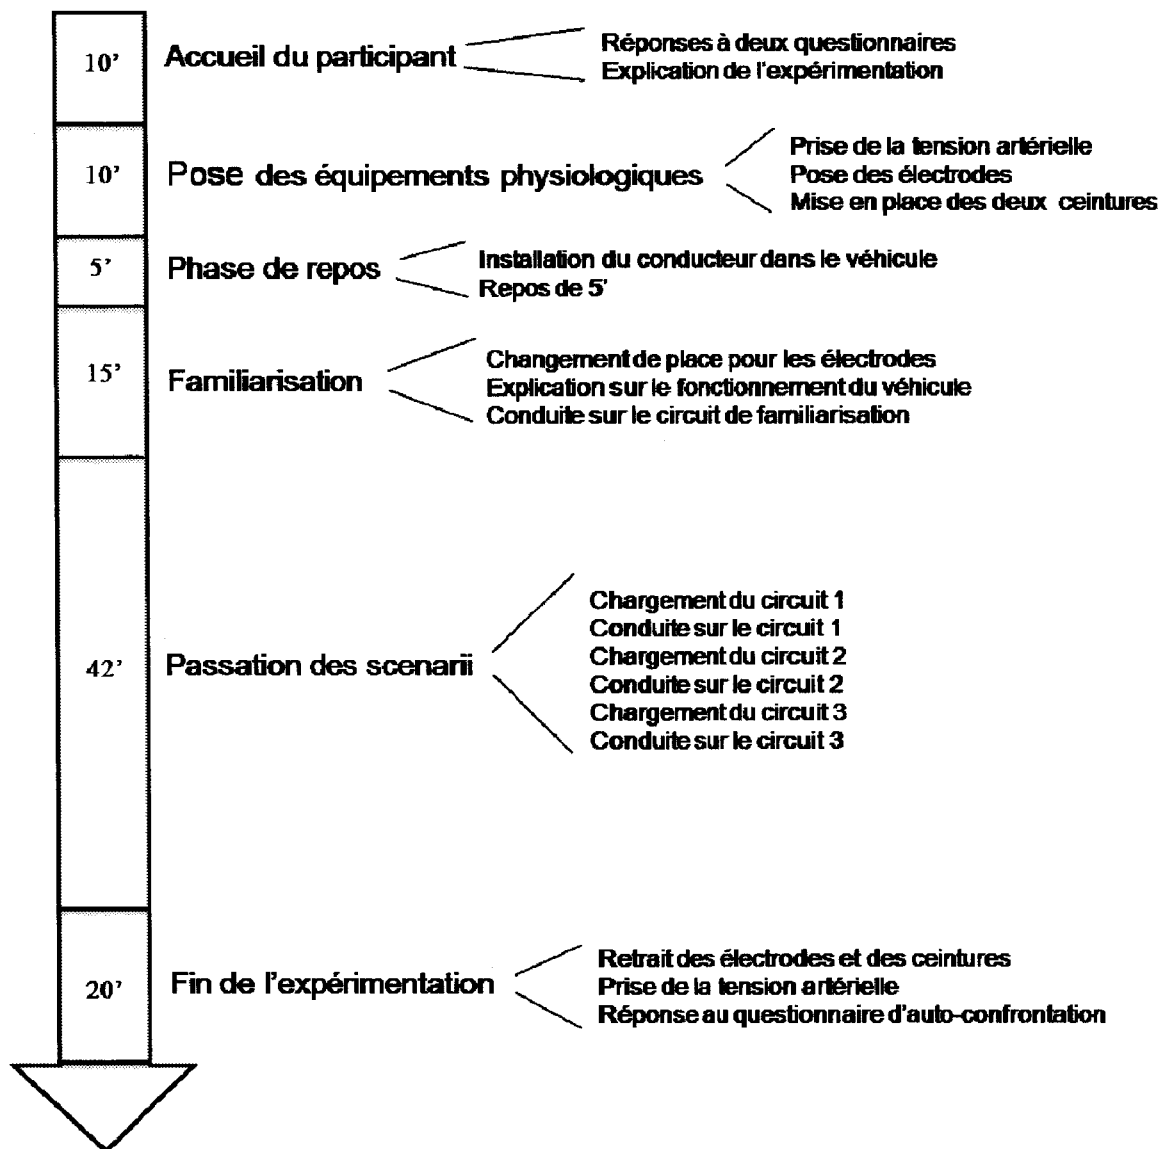 10’
Accueil du participant
Réponses à deux questionnaires
Explication de l'expérimentation
10’
Pose des équipements physiologiques
Prise de la tension artérielle
Pose des électrodes
Mise en place des deux ceintures
5’
Phase de repos
Installation du conducteur dans le véhicule
Repos de 5'
15’
Familiarisation
Changement de place pour les électrodes
Explication sur le fonctionnement du véhicule
Conduite sur le circuit de familiarisation
42’
Passation des scenarii
Chargement du circuit 1
Conduite sur le circuit 1
Chargement du circuit 2
Conduite sur le circuit 2
Chargement du circuit 3
Conduite sur le circuit 3
20’
Fin de l'expérimentation
Retrait des électrodes et des ceintures
Prise de la tension artérielle
Réponse au questionnaire d'auto-confrontation